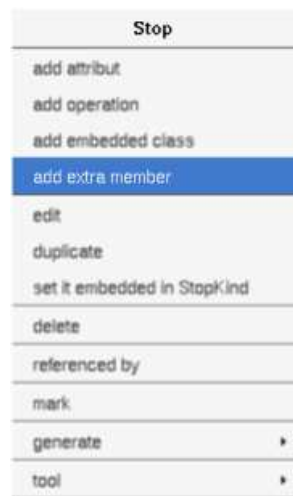 Stop
add attribut
add operation
add embedded class
add extra member
edit
duplicate
set it embedded in StopKind
delete
referenced by
mark
generate
tool